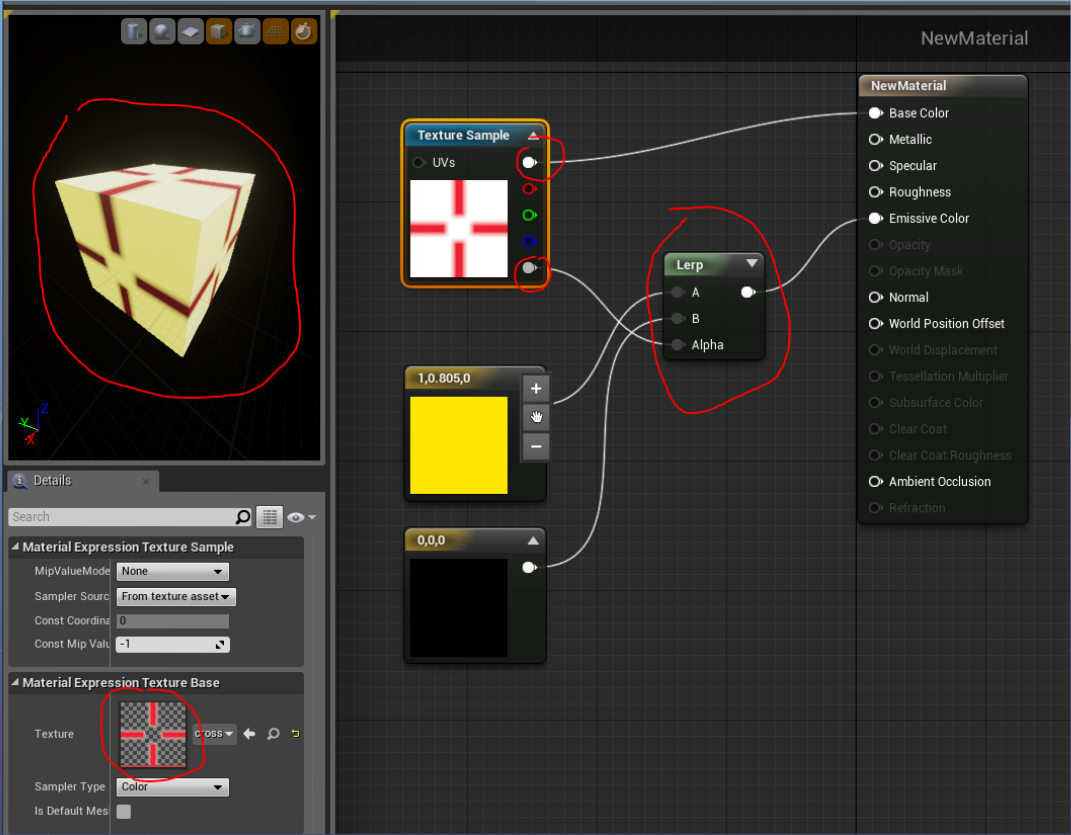 NewMaterial
Z
Y
X
Texture Sample
UVs
1,0.805,0
0,0,0
Lerp
A
B
Alpha
NewMaterial
Base Color
Metallic
Specular
Roughness
Emissive Color
Opacity
Opacity Mask
Normal
World Position Offset
World Displacement
Tessellation Multiplier
Subsurface Color
Clear Coat
Clear Coat Roughness
Ambient Occlusion
Refraction
Details
Search
Material Expression Texture Sample
MipValueMode None
Sampler Sourc From texture asset
Const Coordina 0
Const Mip Valu -1
Material Expression Texture Base
Texture cross
Sampler Type Color
Is Default Mes